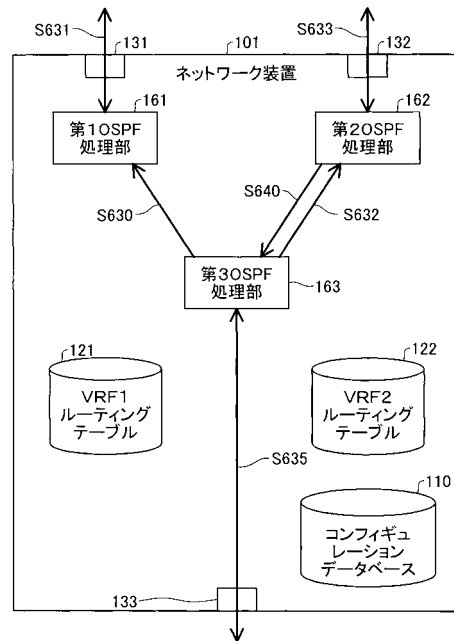 S631
131
101
S633
132
ネットワーク装置
161
162
第1OSPF
処理部
第2OSPF
処理部
S630
S640
S632
第3OSPF
処理部
163
121
122
VRF1
ルーティング
テーブル
VRF2
ルーティング
テーブル
S635
110
コンフィギュ
レーション
データベース
133